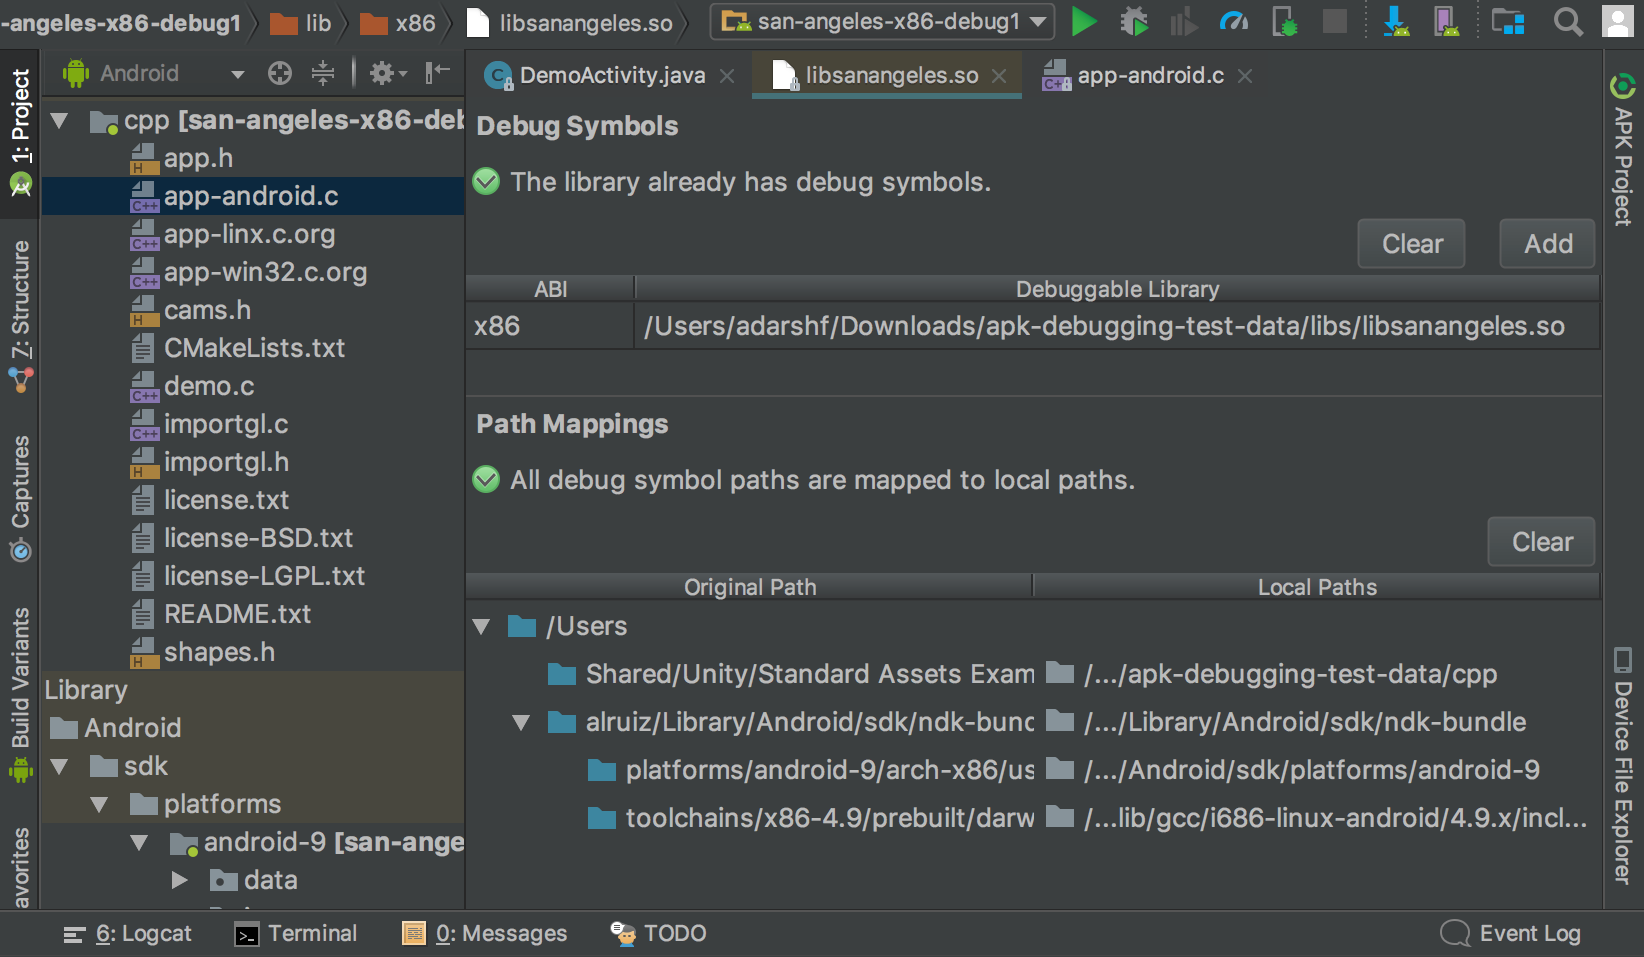 -angeles-x86-debug1 lib x86 libsanangeles.so san-angeles-x86-debug1
1: Project
7: Structure
Captures
Build Variants
avorites
Android
cpp [san-angeles-x86-deb
app.h
app-android.c
app-linx.c.org
app-win32.c.org
cams.h
CMakeLists.txt
demo.c
importgl.c
importgl.h
license.txt
license-BSD.txt
license-LGPL.txt
README.txt
shapes.h
Library
Android
sdk
platforms
android-9 [san-ange
data
DemoActivity.java libsanangeles.so app-android.c
Debug Symbols
The library already has debug symbols.
Clear Add
ABI Debuggable Library
x86 /Users/adarshf/Downloads/apk-debugging-test-data/libs/libsanangeles.so
Path Mappings
All debug symbol paths are mapped to local paths.
Clear
Original Path Local Paths
/Users
Shared/Unity/Standard Assets Exam /.../apk-debugging-test-data/cpp
alruiz/Library/Android/sdk/ndk-bund /.../Library/Android/sdk/ndk-bundle
platforms/android-9/arch-x86/us /.../Android/sdk/platforms/android-9
toolchains/x86-4.9/prebuilt/darw /...lib/gcc/i686-linux-android/4.9.x/incl...
APK Project
Device File Explorer
6: Logcat Terminal 0: Messages TODO Event Log